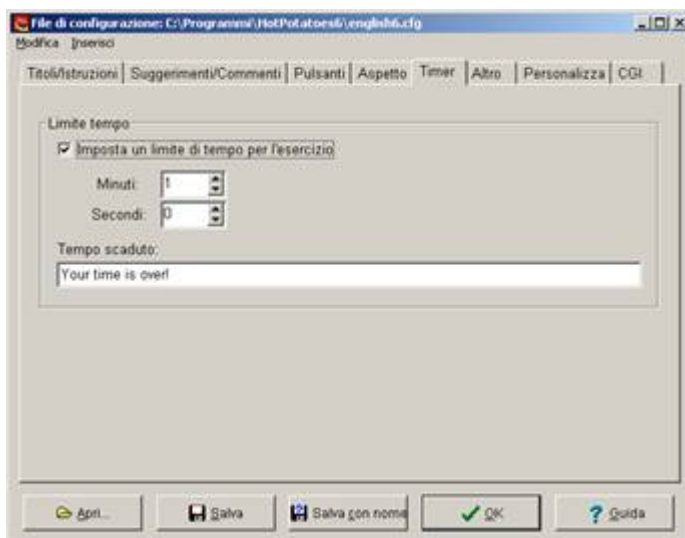 File di configurazione: C:\Programmi\HotPotatoes6\english6.cfg
Modifica Inserisci
Titoli/Istruzioni Suggerimenti/Commenti Pulsanti Aspetto Timer Altro Personalizza CGI
Limite tempo
Imposta un limite di tempo per l'esercizio
Minuti: 1
Secondi: 0
Tempo scaduto:
Your time is over!
Apri... Salva Salva con nome OK Guida